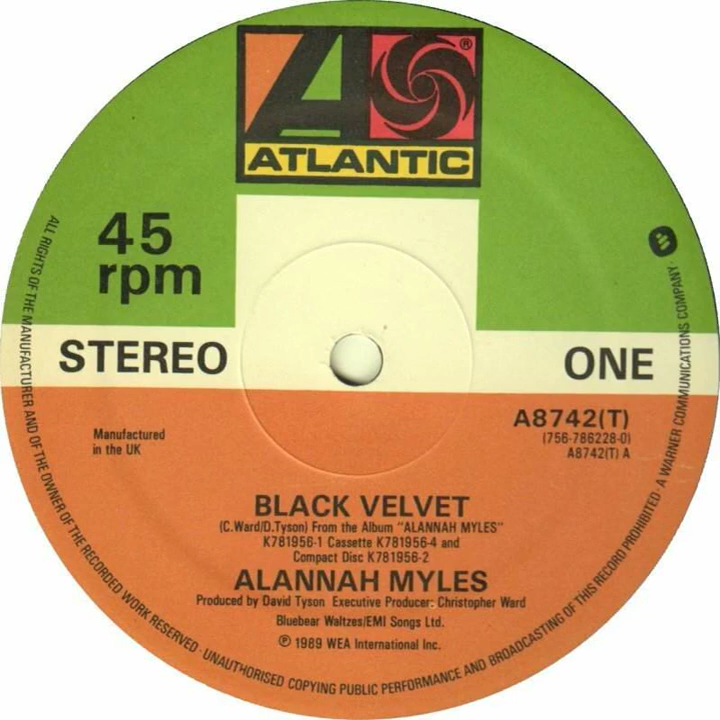 ATLANTIC
®
45
rpm
STEREO
ONE
A8742(T)
(756-786228-0)
A8742(T) A
Manufactured
in the UK
BLACK VELVET
(C.Ward/D.Tyson) From the Album "ALANNAH MYLES"
K781956-1 Cassette K781956-4 and
Compact Disc K781956-2
ALANNAH MYLES
Produced by David Tyson Executive Producer: Christopher Ward
Bluebear Waltzes/EMI Songs Ltd.
℗ 1989 WEA International Inc.
ALL RIGHTS OF THE MANUFACTURER AND OF THE OWNER OF THE RECORDED WORK RESERVED · UNAUTHORISED COPYING PUBLIC PERFORMANCE AND BROADCASTING OF THIS RECORD PROHIBITED · A WARNER COMMUNICATIONS COMPANY ·